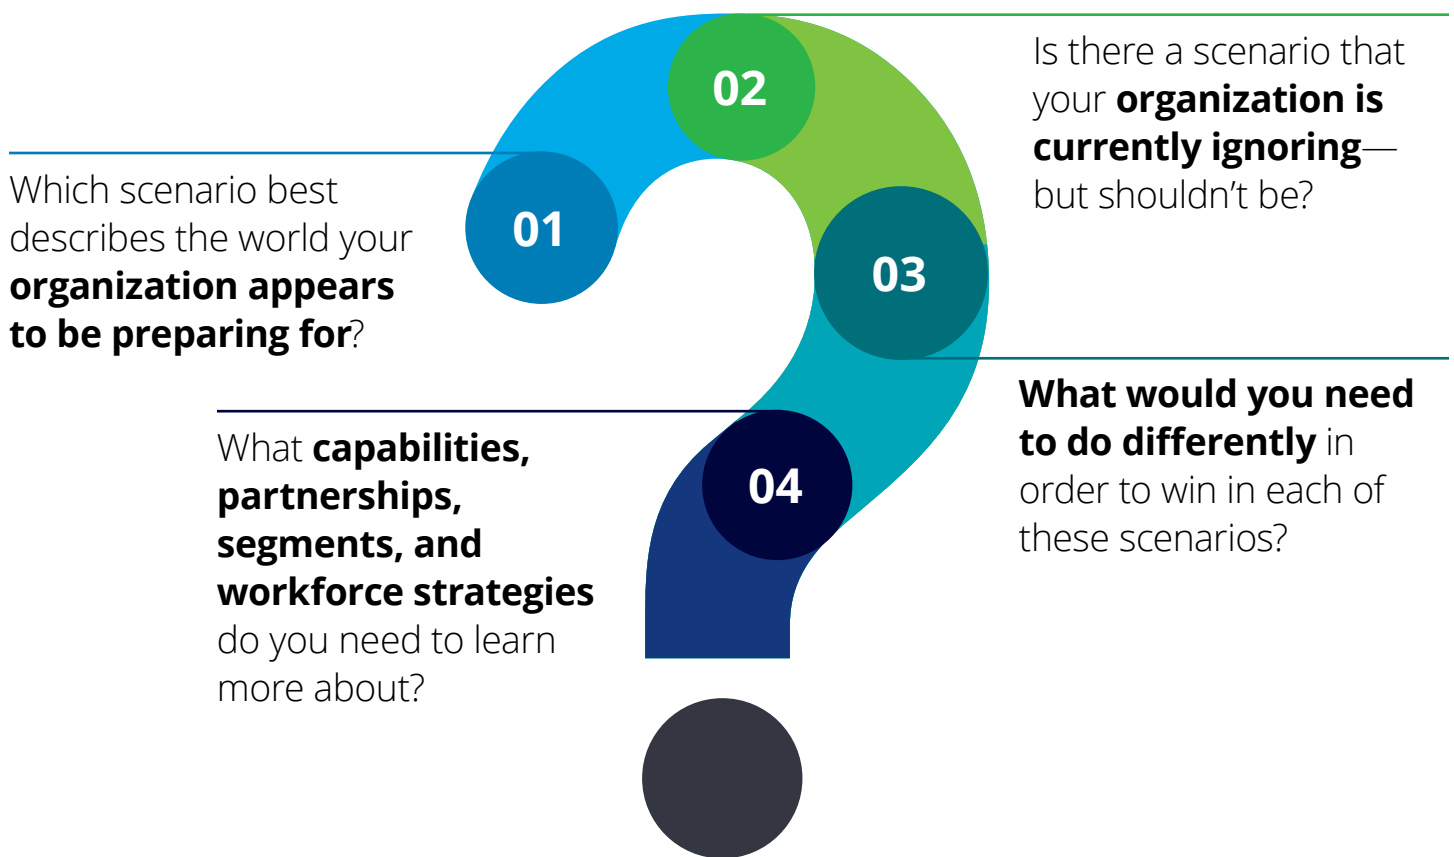 01
Which scenario best
describes the world your
organization appears
to be preparing for?
02
Is there a scenario that
your organization is
currently ignoring—
but shouldn’t be?
03
What would you need
to do differently in
order to win in each of
these scenarios?
04
What capabilities,
partnerships,
segments, and
workforce strategies
do you need to learn
more about?